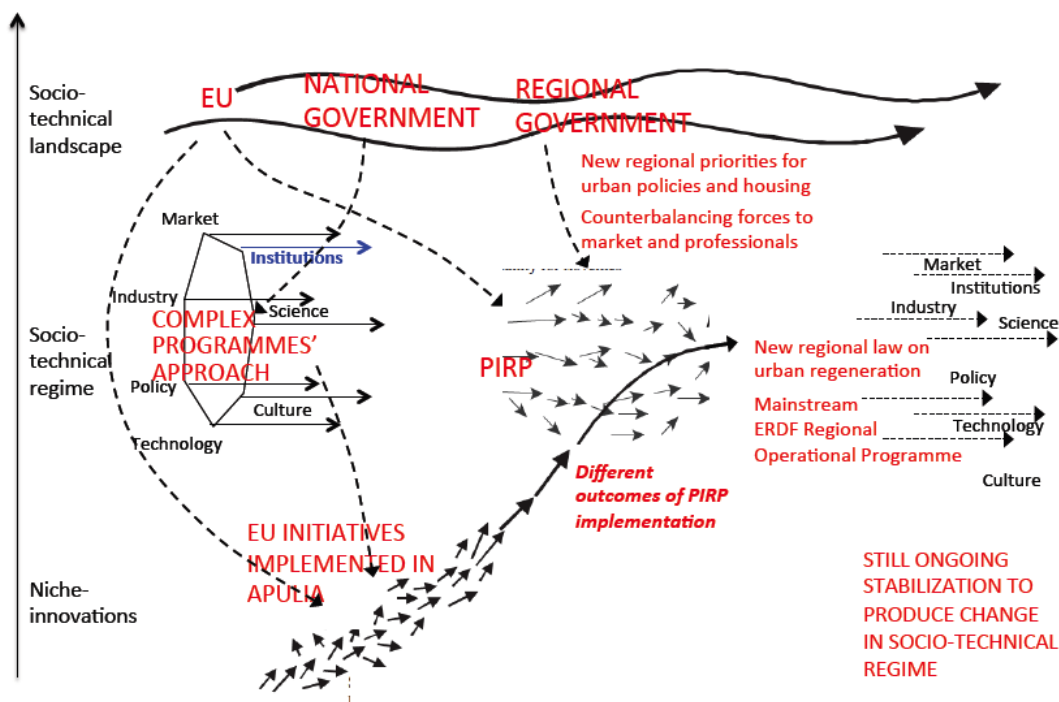 Socio-
technical
landscape
EU
NATIONAL
GOVERNMENT
REGIONAL
GOVERNMENT
New regional priorities for
urban policies and housing
Counterbalancing forces to
market and professionals
Market
Institutions
Industry
Science
COMPLEX
PROGRAMMES’
APPROACH
Policy
Culture
Technology
Socio-
technical
regime
PIRP
Market
Institutions
Industry
Science
New regional law on
urban regeneration
Policy
Mainstream
ERDF Regional
Operational Programme
Technology
Culture
Different
outcomes of PIRP
implementation
EU INITIATIVES
IMPLEMENTED IN
APULIA
Niche-
innovations
STILL ONGOING
STABILIZATION TO
PRODUCE CHANGE
IN SOCIO-TECHNICAL
REGIME